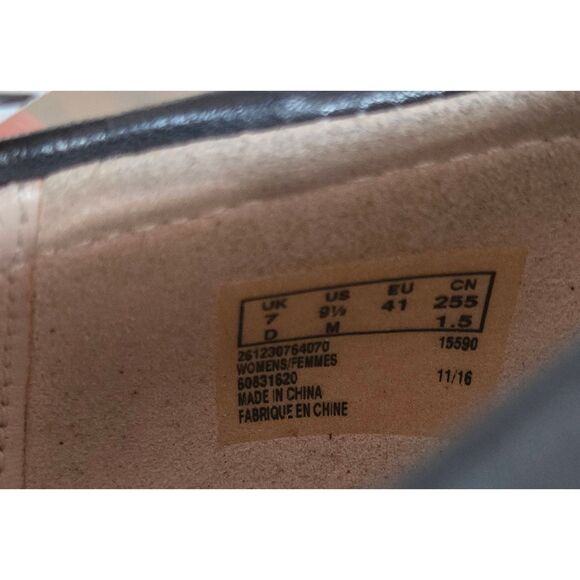 UK US EU CN
7 9½ 41 255
D M 1.5
261230764070 15590
WOMENS/FEMMES
60831620 11/16
MADE IN CHINA
FABRIQUE EN CHINE